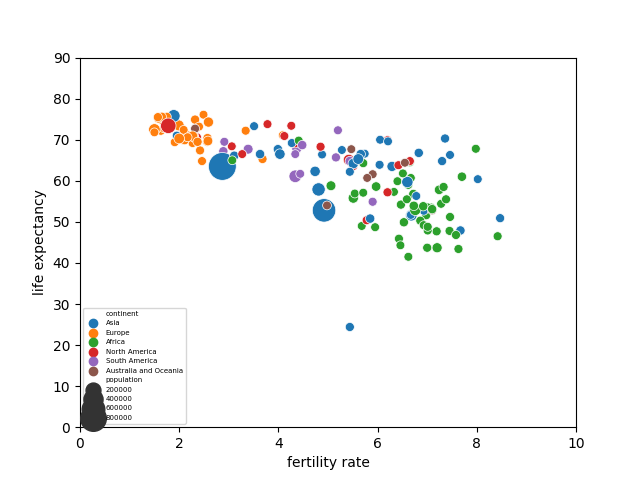 90
80
70
60
50
40
30
20
10
0
life expectancy
continent
Asia
Europe
Africa
North America
South America
Australia and Oceania
population
200000
400000
600000
800000
0 2 4 6 8 10
fertility rate